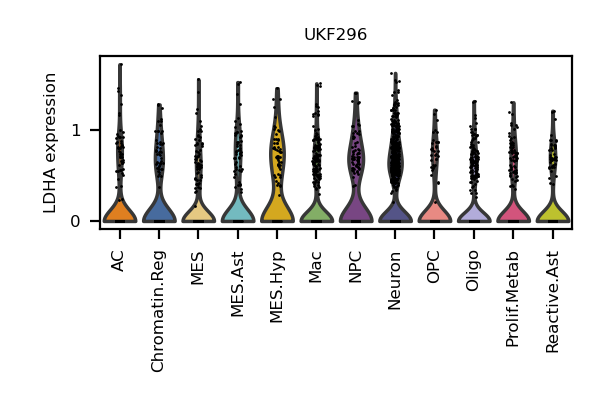 UKF296
LDHA expression
1
0
AC
Chromatin.Reg
MES
MES.Ast
MES.Hyp
Mac
NPC
Neuron
OPC
Oligo
Prolif.Metab
Reactive.Ast